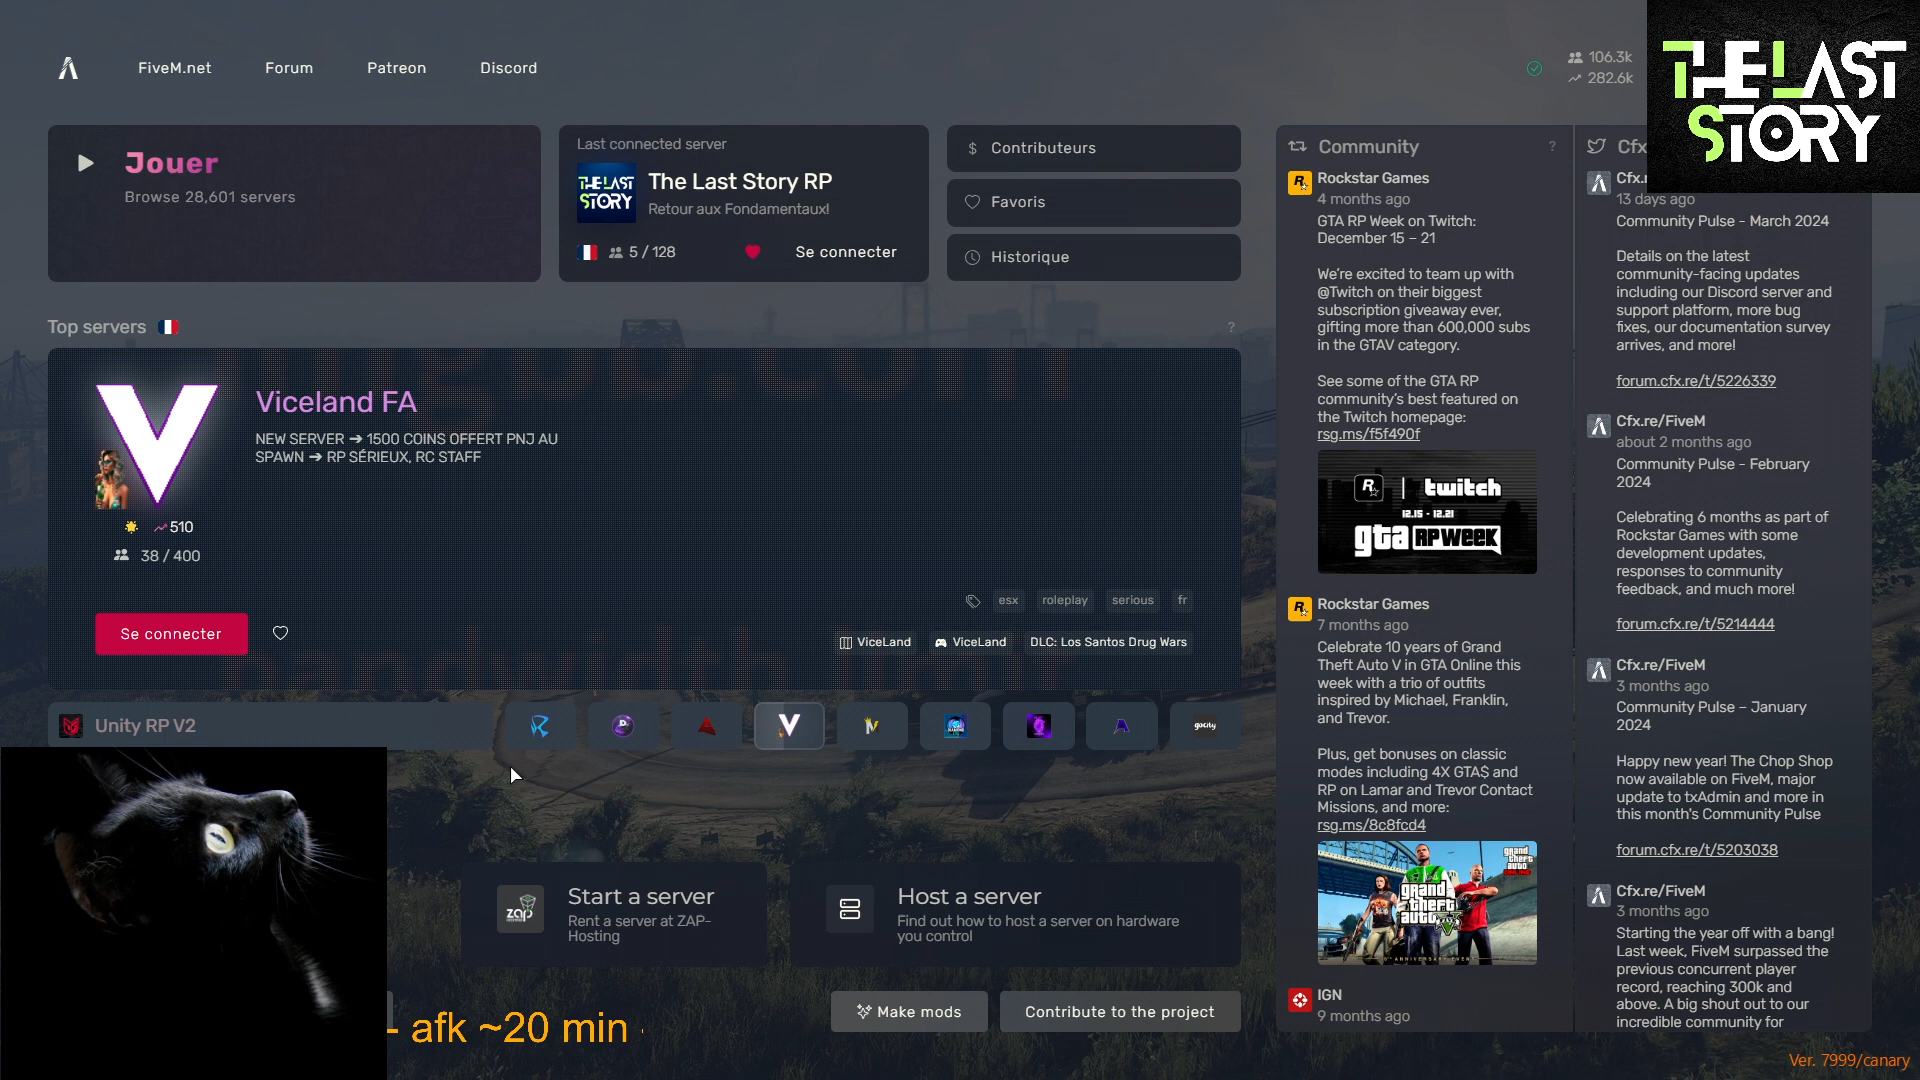 FiveM.net
Forum
Patreon
Discord
106.3k
282.6k
THE LAST
STORY
Jouer
Browse 28,601 servers
Last connected server
THE LAST
STORY
The Last Story RP
Retour aux Fondamentaux!
5 / 128
Se connecter
Contributeurs
Favoris
Historique
Top servers
?
Viceland FA
NEW SERVER ➔ 1500 COINS OFFERT PNJ AU
SPAWN ➔ RP SÉRIEUX, RC STAFF
510
38 / 400
Se connecter
esx
roleplay
serious
fr
ViceLand
ViceLand
DLC: Los Santos Drug Wars
Unity RP V2
gocity
zap
Start a server
Rent a server at ZAP-
Hosting
Host a server
Find out how to host a server on hardware
you control
- afk ~20 min
Make mods
Contribute to the project
Community
?
Rockstar Games
4 months ago
GTA RP Week on Twitch:
December 15 – 21
We're excited to team up with
@Twitch on their biggest
subscription giveaway ever,
gifting more than 600,000 subs
in the GTAV category.
See some of the GTA RP
community's best featured on
the Twitch homepage:
rsg.ms/f5f490f
R | twitch
12.15 - 12.21
gta RP WEEK
Rockstar Games
7 months ago
Celebrate 10 years of Grand
Theft Auto V in GTA Online this
week with a trio of outfits
inspired by Michael, Franklin,
and Trevor.
Plus, get bonuses on classic
modes including 4X GTA$ and
RP on Lamar and Trevor Contact
Missions, and more:
rsg.ms/8c8fcd4
grand
theft
auto
V
IGN
9 months ago
Cfx
Cfx.r
13 days ago
Community Pulse - March 2024
Details on the latest
community-facing updates
including our Discord server and
support platform, more bug
fixes, our documentation survey
arrives, and more!
forum.cfx.re/t/5226339
Cfx.re/FiveM
about 2 months ago
Community Pulse - February
2024
Celebrating 6 months as part of
Rockstar Games with some
development updates,
responses to community
feedback, and much more!
forum.cfx.re/t/5214444
Cfx.re/FiveM
3 months ago
Community Pulse – January
2024
Happy new year! The Chop Shop
now available on FiveM, major
update to txAdmin and more in
this month's Community Pulse
forum.cfx.re/t/5203038
Cfx.re/FiveM
3 months ago
Starting the year off with a bang!
Last week, FiveM surpassed the
previous concurrent player
record, reaching 300k and
above. A big shout out to our
incredible community for
Ver. 7999/canary